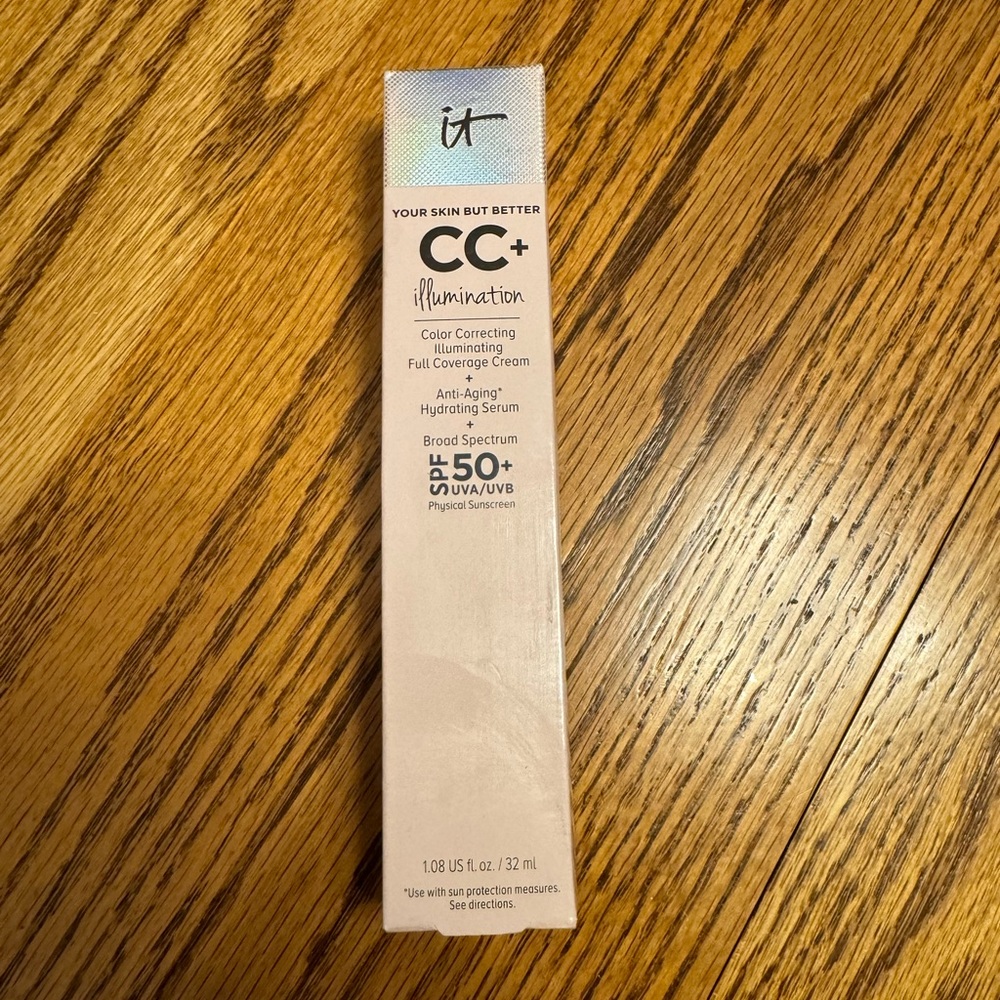 it
YOUR SKIN BUT BETTER
CC+
illumination
Color Correcting
Illuminating
Full Coverage Cream
+
Anti-Aging*
Hydrating Serum
+
Broad Spectrum
SPF 50+
UVA/UVB
Physical Sunscreen
1.08 US fl. oz. / 32 ml
*Use with sun protection measures.
See directions.